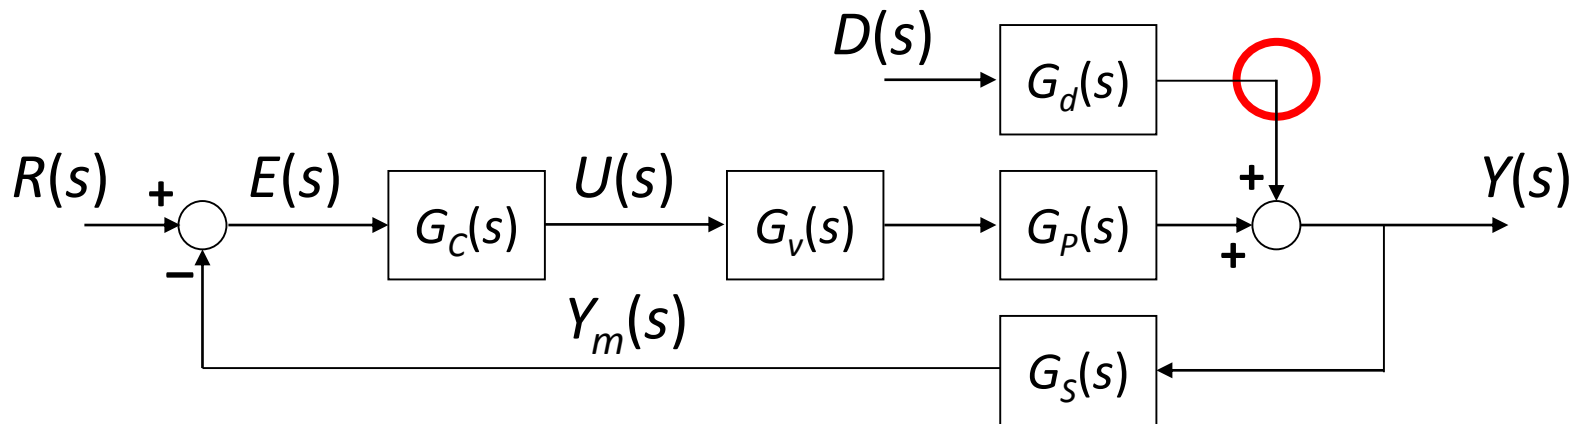 D(s)
G_d(s)
R(s)
+
E(s)
G_C(s)
U(s)
G_v(s)
G_P(s)
+
+
Y(s)
−
Y_m(s)
G_S(s)